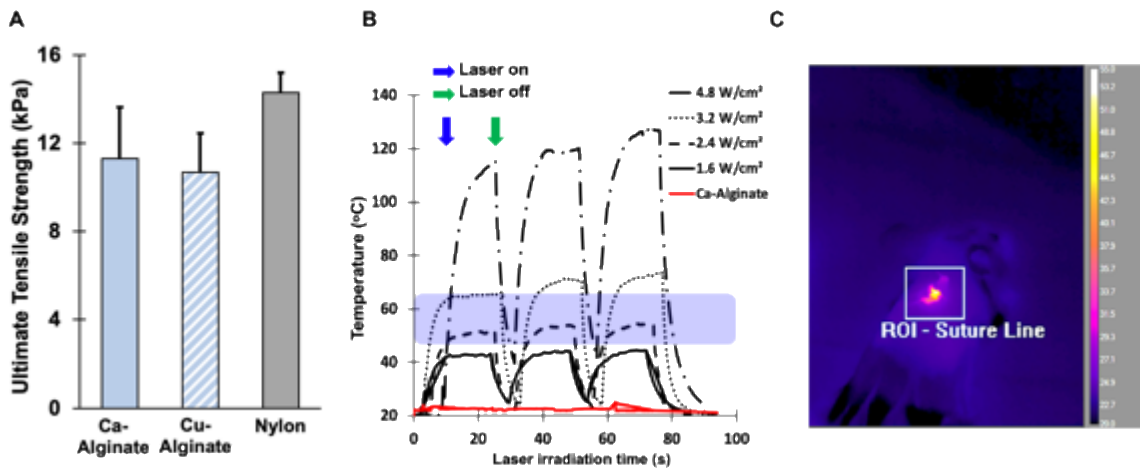 A
B
C
Ultimate Tensile Strength (kPa)
16
12
8
4
0
Ca-
Alginate
Cu-
Alginate
Nylon
Laser on
Laser off
4.8 W/cm²
3.2 W/cm²
2.4 W/cm²
1.6 W/cm²
Ca-Alginate
Temperature (°C)
140
120
100
80
60
40
20
0 20 40 60 80 100
Laser irradiation time (s)
ROI - Suture Line